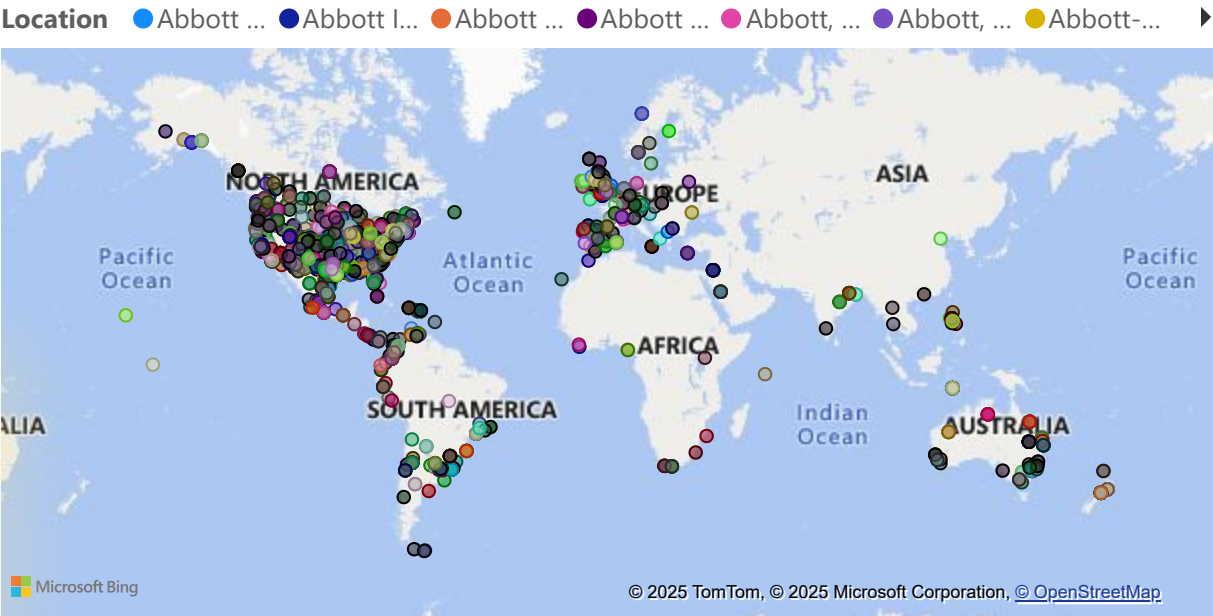 Location Abbott ... Abbott I... Abbott ... Abbott ... Abbott, ... Abbott, ... Abbott-...
NORTH AMERICA
ASIA
EUROPE
Pacific
Ocean
Atlantic
Ocean
Pacific
Ocean
AFRICA
SOUTH AMERICA
Indian
Ocean
AUSTRALIA
ALIA
Microsoft Bing
© 2025 TomTom, © 2025 Microsoft Corporation, © OpenStreetMap